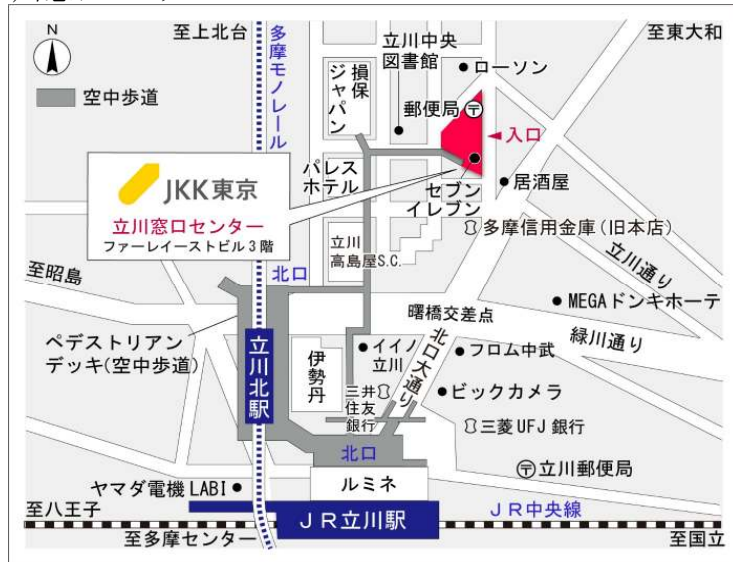 N
至上北台
多摩モノレール
立川中央
図書館
至東大和
ローソン
空中歩道
損保
ジャパン
郵便局
入口
JKK東京
立川窓口センター
ファーレイーストビル3階
パレス
ホテル
セブン
イレブン
居酒屋
多摩信用金庫(旧本店)
立川
高島屋S.C.
立川通り
至昭島
北口
MEGAドンキホーテ
曙橋交差点
緑川通り
ペデストリアン
デッキ(空中歩道)
立川北駅
伊勢丹
イイノ
立川
北口大通り
フロム中武
三井
住友
銀行
ビックカメラ
三菱UFJ銀行
北口
立川郵便局
ヤマダ電機LABI
ルミネ
至八王子
JR立川駅
JR中央線
至多摩センター
至国立